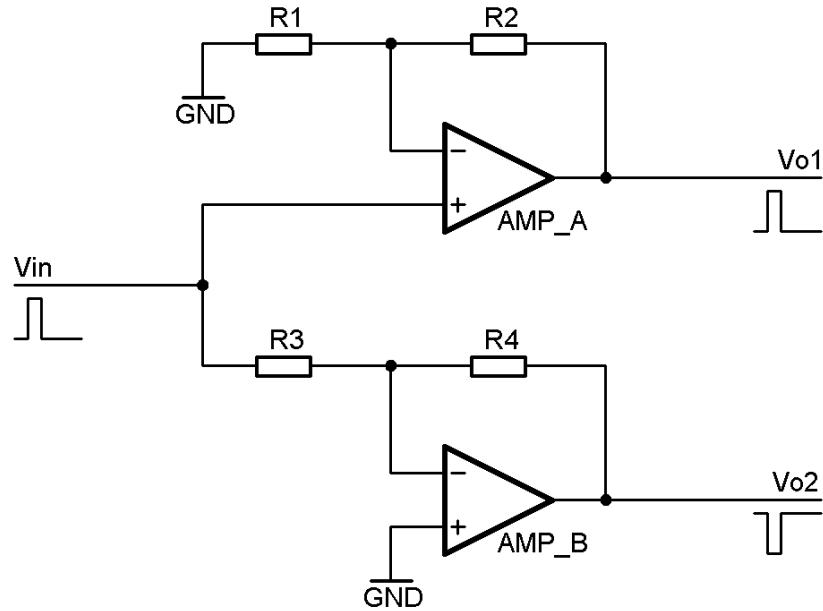 R1
R2
GND
−
+
AMP_A
Vo1
Vin
R3
R4
−
+
AMP_B
Vo2
GND